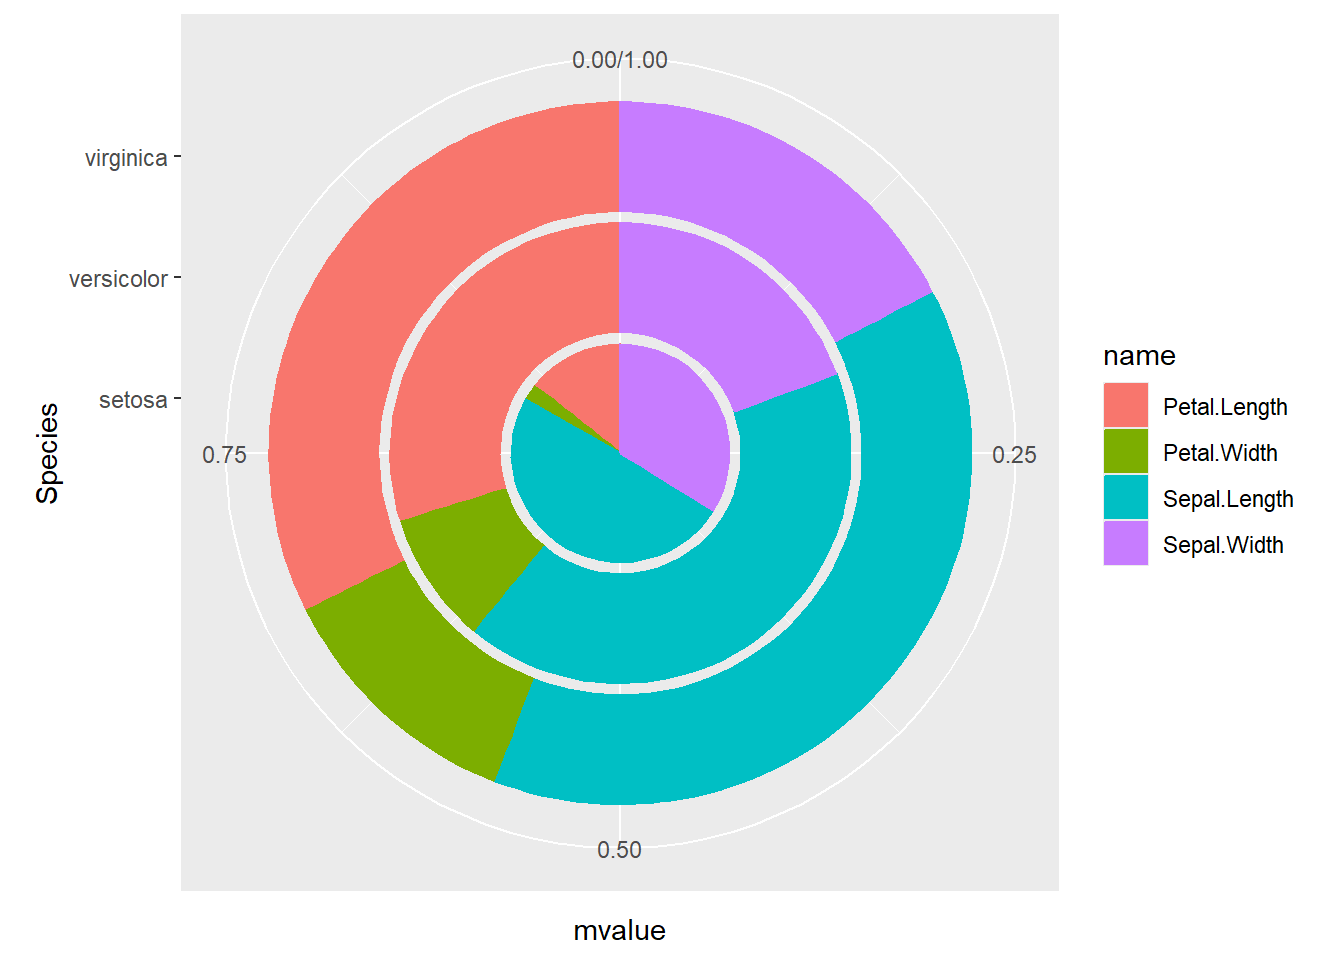 0.00/1.00
virginica
versicolor
setosa
0.75
0.25
0.50
Species
mvalue
name
Petal.Length
Petal.Width
Sepal.Length
Sepal.Width